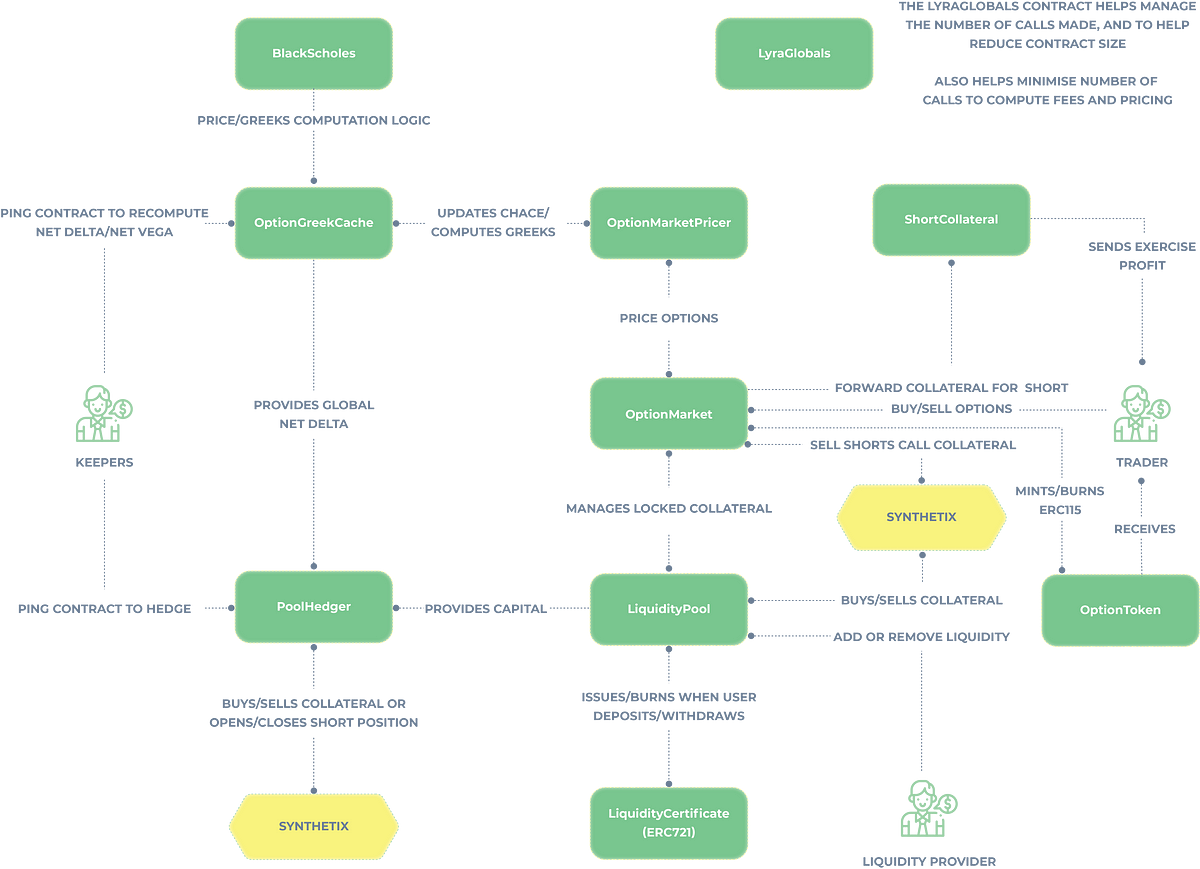 THE LYRAGLOBALS CONTRACT HELPS MANAGE
THE NUMBER OF CALLS MADE, AND TO HELP
REDUCE CONTRACT SIZE
ALSO HELPS MINIMISE NUMBER OF
CALLS TO COMPUTE FEES AND PRICING
BlackScholes
LyraGlobals
PRICE/GREEKS COMPUTATION LOGIC
PING CONTRACT TO RECOMPUTE
NET DELTA/NET VEGA
OptionGreekCache
UPDATES CHACE/
COMPUTES GREEKS
OptionMarketPricer
ShortCollateral
SENDS EXERCISE
PROFIT
PRICE OPTIONS
PROVIDES GLOBAL
NET DELTA
OptionMarket
FORWARD COLLATERAL FOR SHORT
BUY/SELL OPTIONS
SELL SHORTS CALL COLLATERAL
KEEPERS
TRADER
MANAGES LOCKED COLLATERAL
SYNTHETIX
MINTS/BURNS
ERC115
RECEIVES
PING CONTRACT TO HEDGE
PoolHedger
PROVIDES CAPITAL
LiquidityPool
BUYS/SELLS COLLATERAL
ADD OR REMOVE LIQUIDITY
OptionToken
BUYS/SELLS COLLATERAL OR
OPENS/CLOSES SHORT POSITION
ISSUES/BURNS WHEN USER
DEPOSITS/WITHDRAWS
SYNTHETIX
LiquidityCertificate
(ERC721)
LIQUIDITY PROVIDER
$
$
$